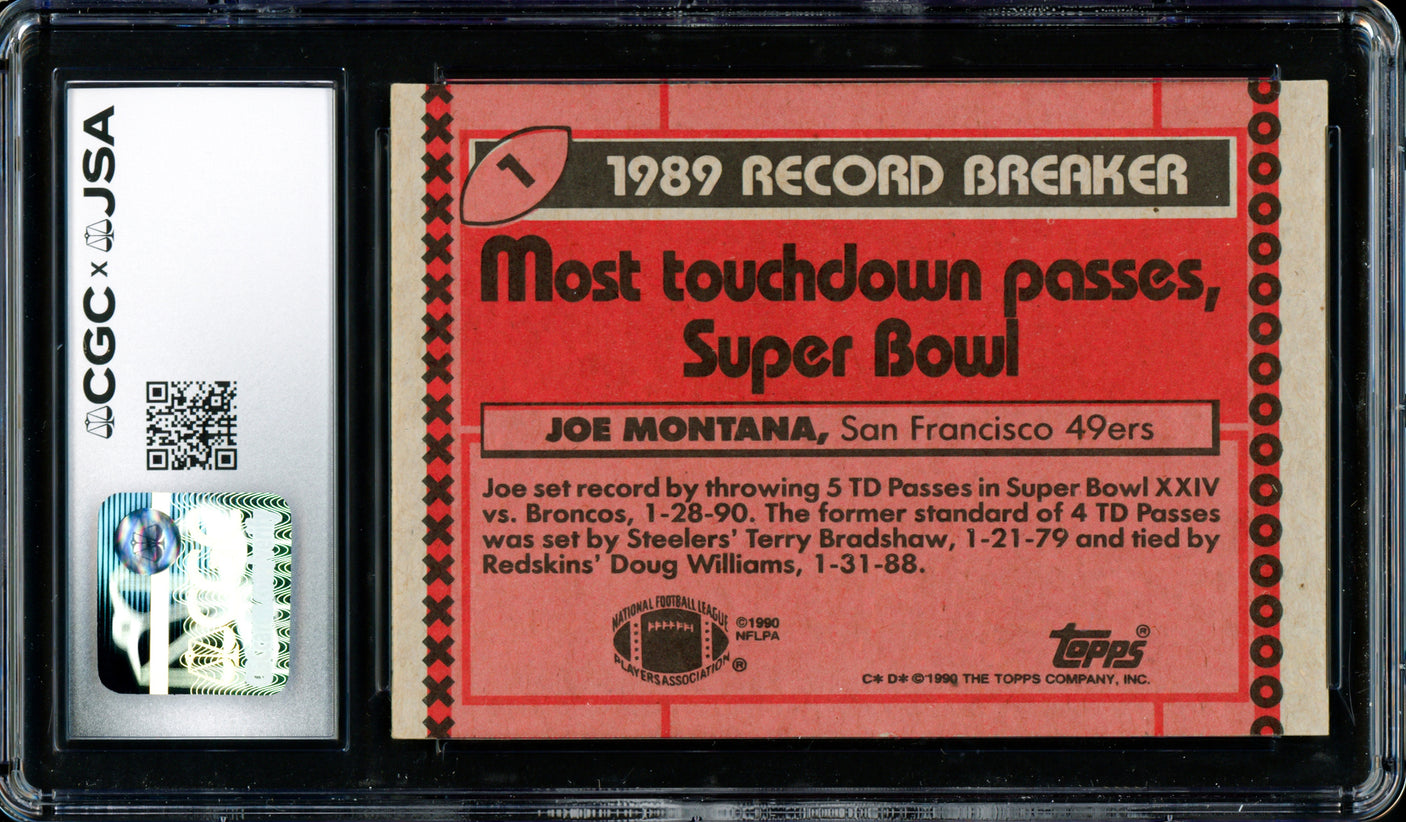 CGC x JSA
1
1989 RECORD BREAKER
Most touchdown passes,
Super Bowl
JOE MONTANA, San Francisco 49ers
Joe set record by throwing 5 TD Passes in Super Bowl XXIV
vs. Broncos, 1-28-90. The former standard of 4 TD Passes
was set by Steelers' Terry Bradshaw, 1-21-79 and tied by
Redskins' Doug Williams, 1-31-88.
NATIONAL FOOTBALL LEAGUE
PLAYERS ASSOCIATION ®
©1990
NFLPA
topps®
C* D* ©1990 THE TOPPS COMPANY, INC.